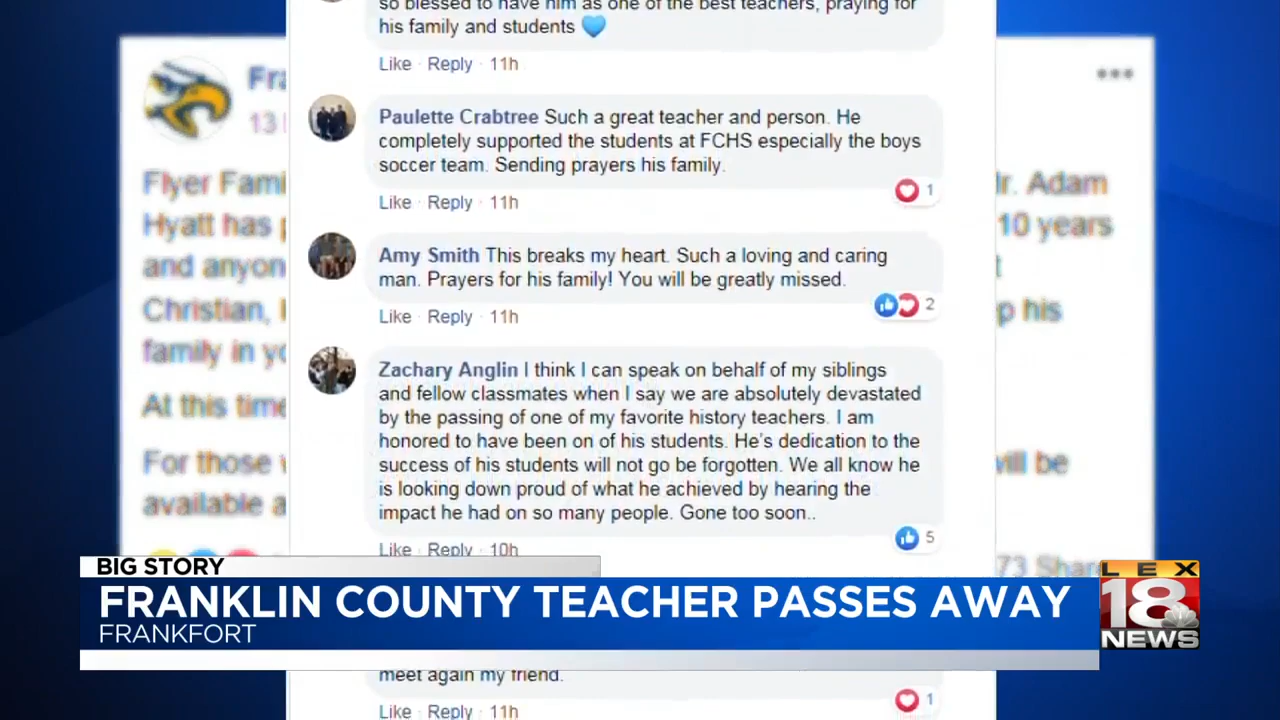 so blessed to have him as one of the best teachers, praying for
his family and students
Like · Reply · 11h
Paulette Crabtree Such a great teacher and person. He
completely supported the students at FCHS especially the boys
soccer team. Sending prayers his family.
1
Like · Reply · 11h
Amy Smith This breaks my heart. Such a loving and caring
man. Prayers for his family! You will be greatly missed.
2
Like · Reply · 11h
Zachary Anglin I think I can speak on behalf of my siblings
and fellow classmates when I say we are absolutely devastated
by the passing of one of my favorite history teachers. I am
honored to have been on of his students. He's dedication to the
success of his students will not go be forgotten. We all know he
is looking down proud of what he achieved by hearing the
impact he had on so many people. Gone too soon..
5
Like · Reply · 10h
meet again my friend.
1
Like · Reply · 11h
Flyer Fami
Adam
Hyatt has
10 years
and anyon
Christian,
his
family in
At this time
For those
will be
available a
73 Shar
BIG STORY
FRANKLIN COUNTY TEACHER PASSES AWAY
FRANKFORT
LEX
18
NEWS